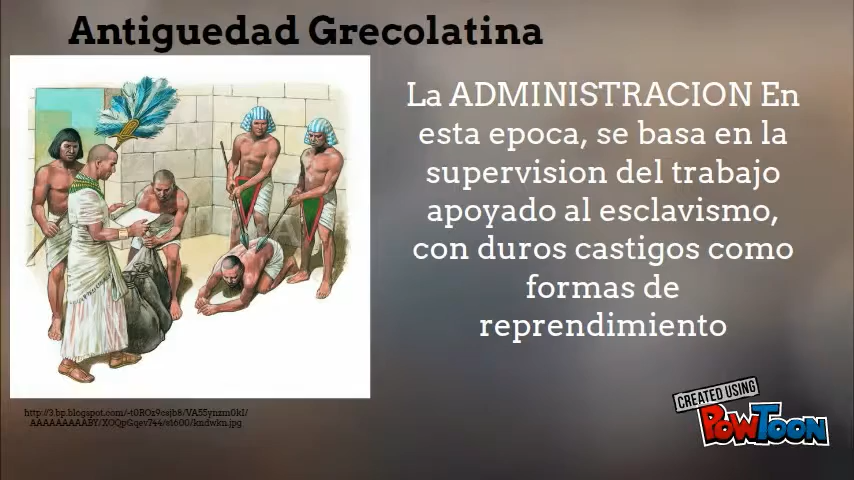 Antiguedad Grecolatina
La ADMINISTRACION En
esta epoca, se basa en la
supervision del trabajo
apoyado al esclavismo,
con duros castigos como
formas de
reprendimiento
CREATED USING
POWTOON